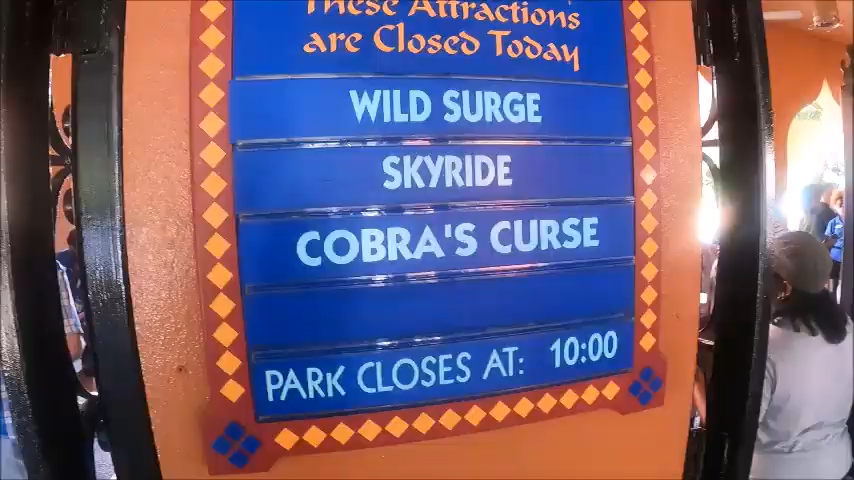 These Attractions
are Closed Today
WILD SURGE
SKYRIDE
COBRA'S CURSE
PARK CLOSES AT: 10:00